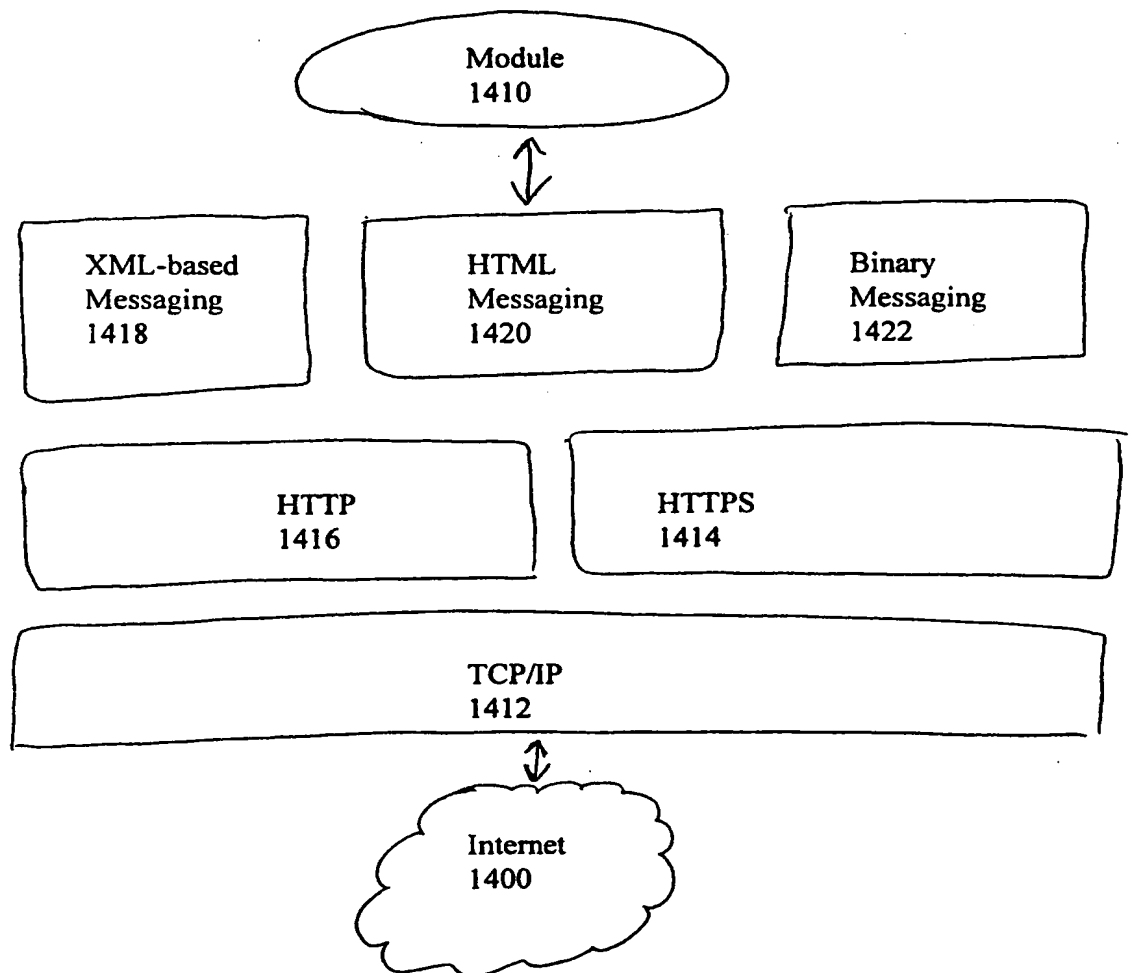 Module
1410
XML-based
Messaging
1418
HTML
Messaging
1420
Binary
Messaging
1422
HTTP
1416
HTTPS
1414
TCP/IP
1412
Internet
1400